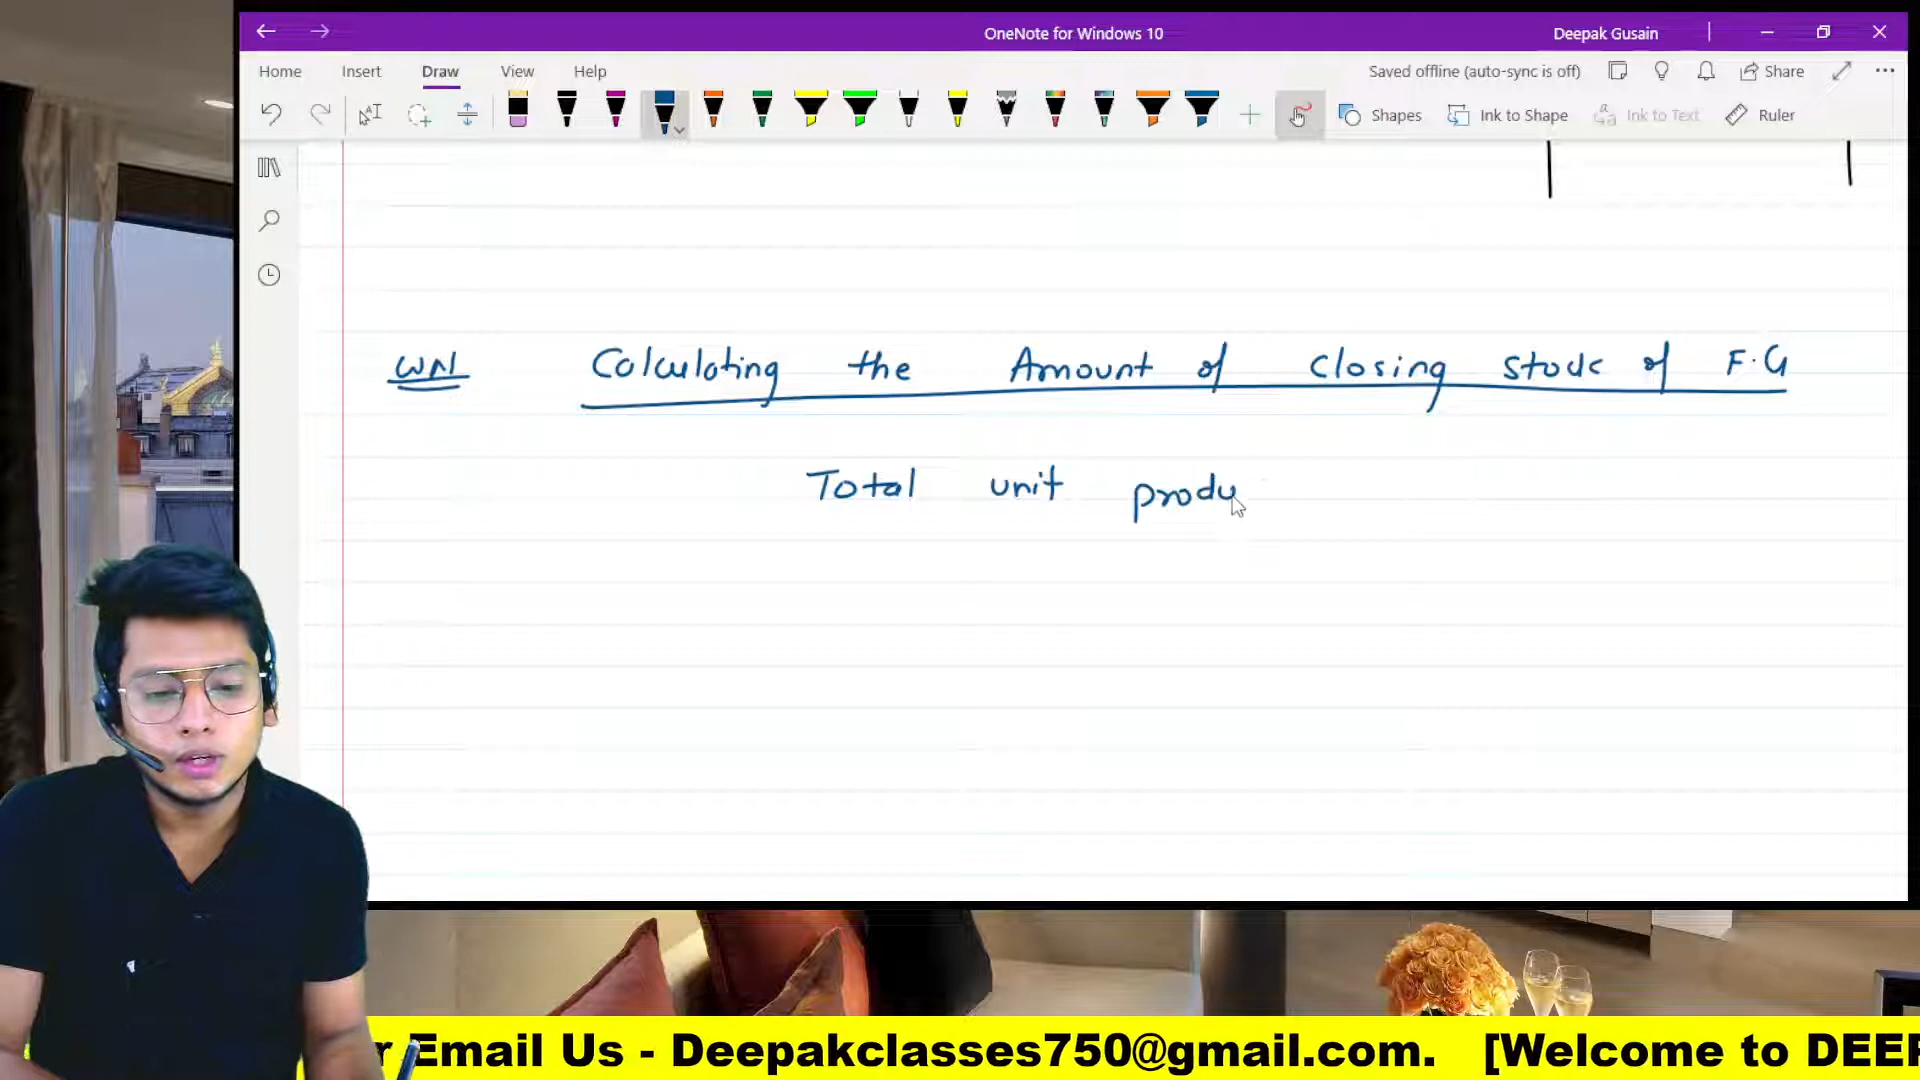 OneNote for Windows 10
Deepak Gusain
Home Insert Draw View Help
Saved offline (auto-sync is off)
Share
Shapes
Ink to Shape
Ink to Text
Ruler
WN Calculating the Amount of Closing Stock of F.G
Total unit produ
r Email Us - Deepakclasses750@gmail.com. [Welcome to DEEP